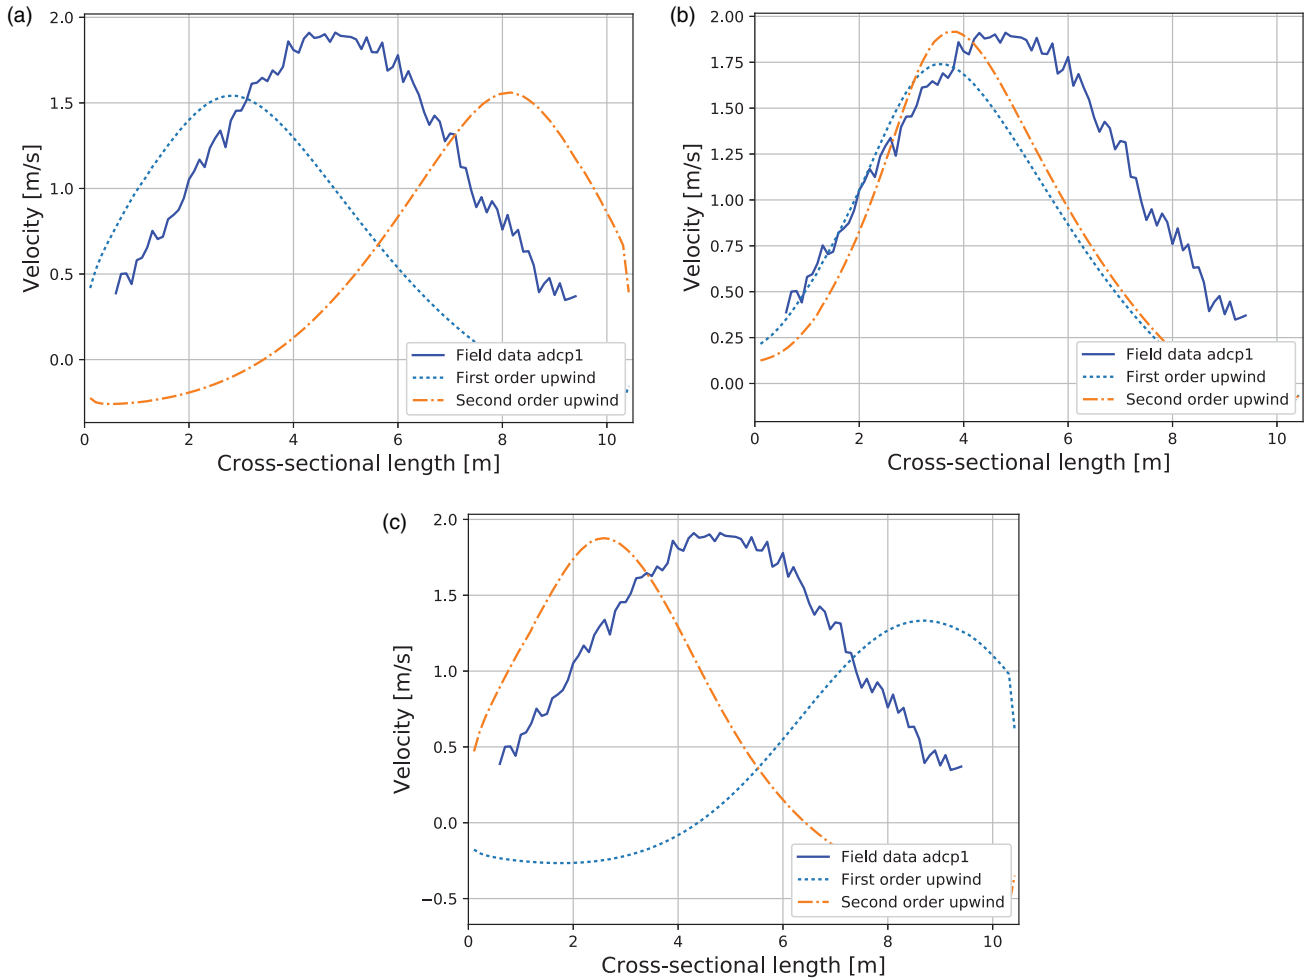 (a)
2.0
1.5
1.0
0.5
0.0
Velocity [m/s]
0 2 4 6 8 10
Cross-sectional length [m]
Field data adcp1
First order upwind
Second order upwind
(b)
2.00
1.75
1.50
1.25
1.00
0.75
0.50
0.25
0.00
Velocity [m/s]
0 2 4 6 8 10
Cross-sectional length [m]
Field data adcp1
First order upwind
Second order upwind
(c)
2.0
1.5
1.0
0.5
0.0
−0.5
Velocity [m/s]
0 2 4 6 8 10
Cross-sectional length [m]
Field data adcp1
First order upwind
Second order upwind